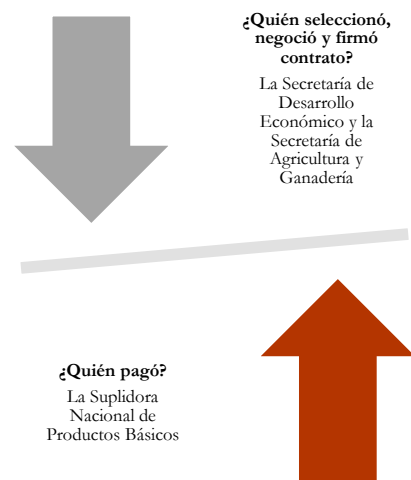 ¿Quién seleccionó,
negoció y firmó
contrato?
La Secretaría de
Desarrollo
Económico y la
Secretaría de
Agricultura y
Ganadería
¿Quién pagó?
La Suplidora
Nacional de
Productos Básicos